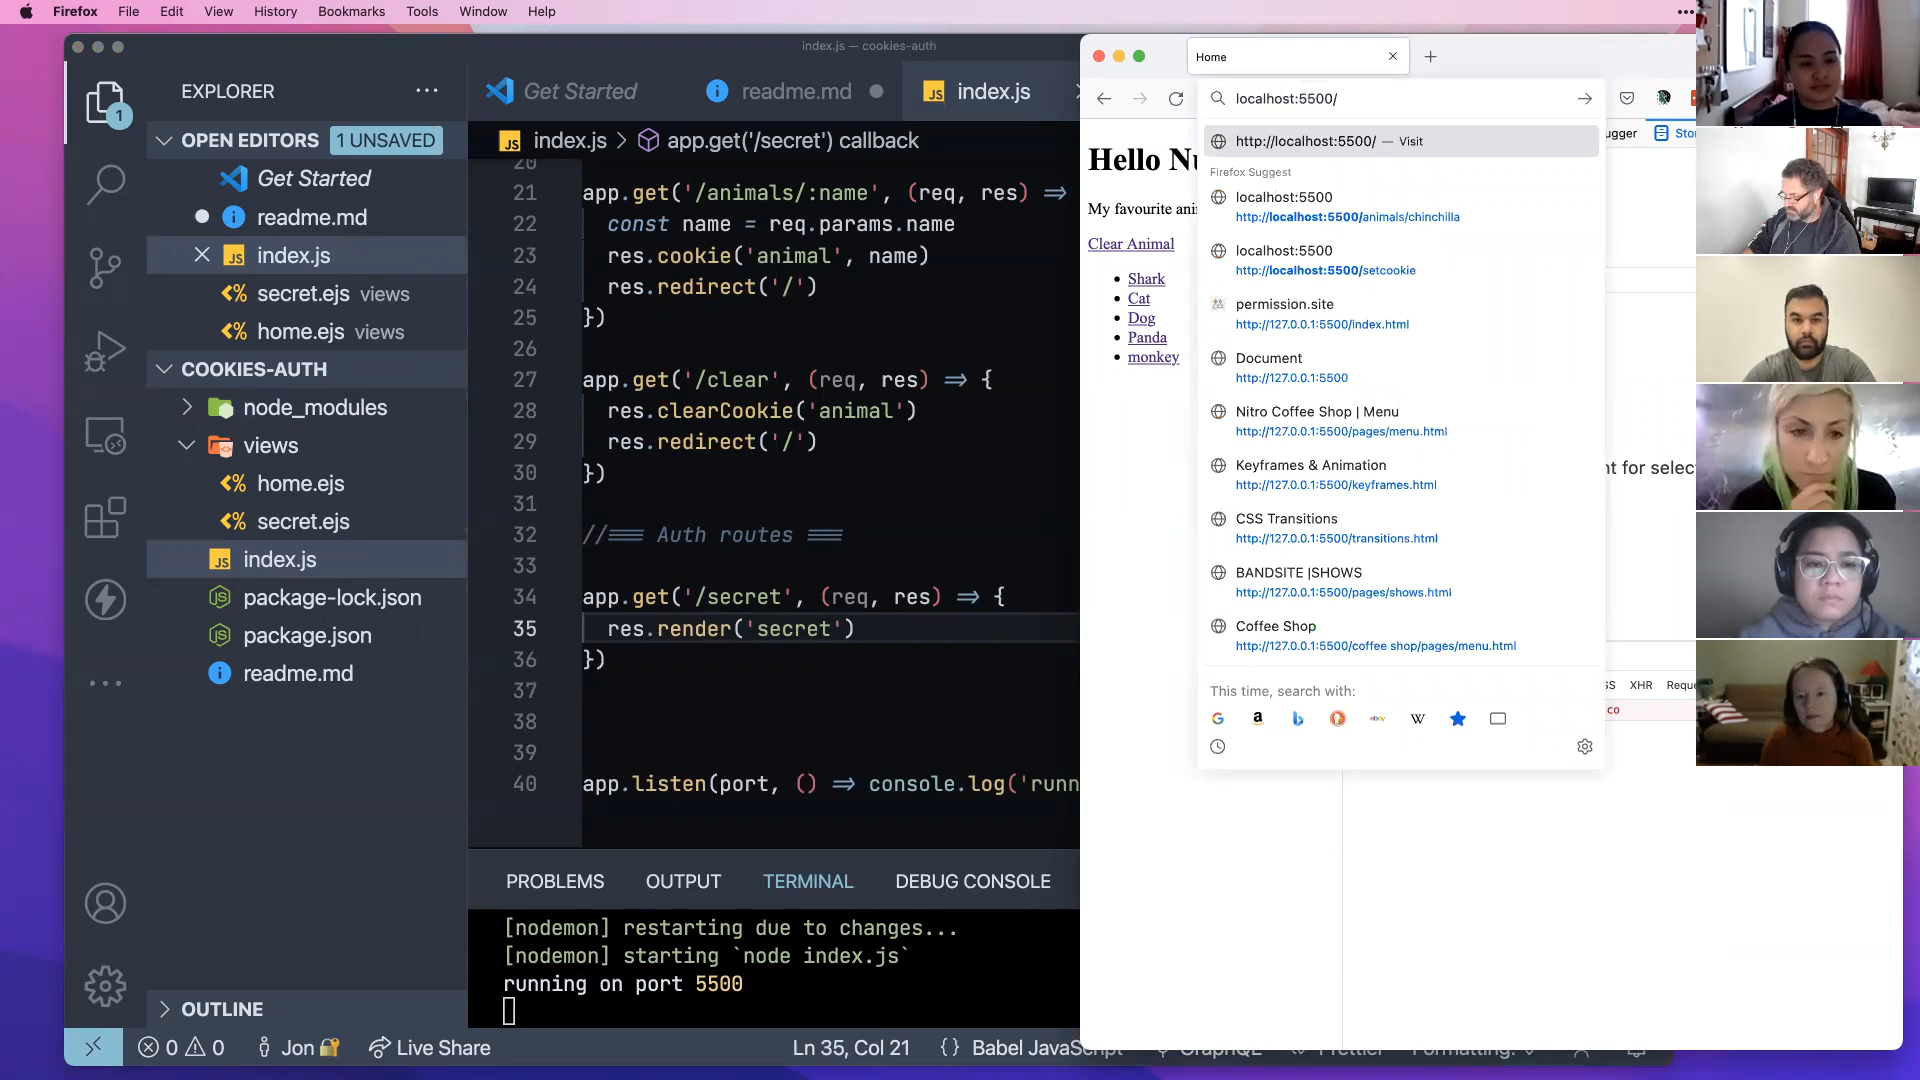 Firefox File Edit View History Bookmarks Tools Window Help
index.js — cookies-auth
EXPLORER
OPEN EDITORS 1 UNSAVED
Get Started
readme.md
index.js
secret.ejs views
home.ejs views
COOKIES-AUTH
node_modules
views
home.ejs
secret.ejs
index.js
package-lock.json
package.json
readme.md
OUTLINE
Get Started readme.md index.js
index.js > app.get('/secret') callback
20
21 app.get('/animals/:name', (req, res) =>
22 const name = req.params.name
23 res.cookie('animal', name)
24 res.redirect('/')
25 })
26
27 app.get('/clear', (req, res) => {
28 res.clearCookie('animal')
29 res.redirect('/')
30 })
31
32 //=== Auth routes ===
33
34 app.get('/secret', (req, res) => {
35 res.render('secret')
36 })
37
38
39
40 app.listen(port, () => console.log('runn
PROBLEMS OUTPUT TERMINAL DEBUG CONSOLE
[nodemon] restarting due to changes...
[nodemon] starting `node index.js`
running on port 5500
0 0 Jon Live Share Ln 35, Col 21 {} Babel JavaScript
1
Home
localhost:5500/
http://localhost:5500/ — Visit
Firefox Suggest
localhost:5500
http://localhost:5500/animals/chinchilla
localhost:5500
http://localhost:5500/setcookie
permission.site
http://127.0.0.1:5500/index.html
Document
http://127.0.0.1:5500
Nitro Coffee Shop | Menu
http://127.0.0.1:5500/pages/menu.html
Keyframes & Animation
http://127.0.0.1:5500/keyframes.html
CSS Transitions
http://127.0.0.1:5500/transitions.html
BANDSITE |SHOWS
http://127.0.0.1:5500/pages/shows.html
Coffee Shop
http://127.0.0.1:5500/coffee shop/pages/menu.html
This time, search with:
Hello Nu
My favourite ani
Clear Animal
Shark
Cat
Dog
Panda
monkey
ugger Sto
nt for selec
SS XHR Reque
co